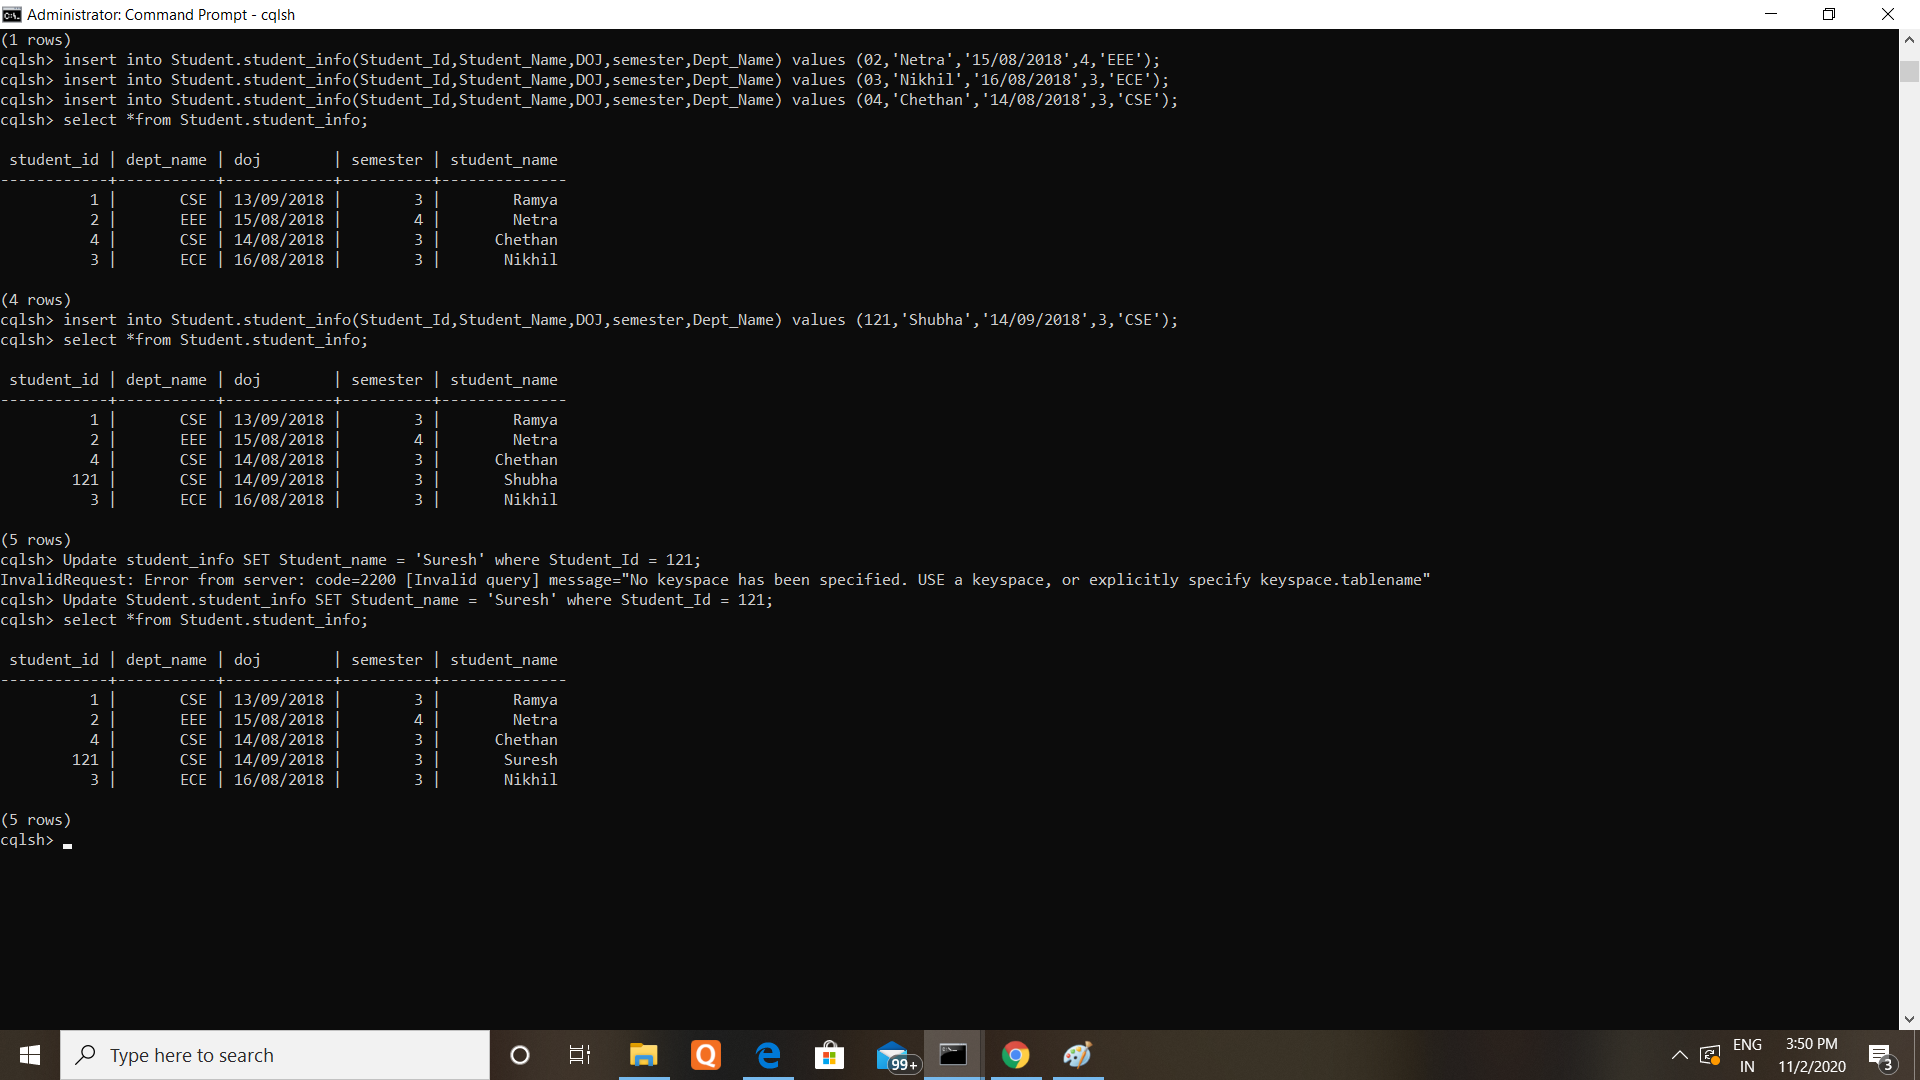 Administrator: Command Prompt - cqlsh
(1 rows)
cqlsh> insert into Student.student_info(Student_Id,Student_Name,DOJ,semester,Dept_Name) values (02,'Netra','15/08/2018',4,'EEE');
cqlsh> insert into Student.student_info(Student_Id,Student_Name,DOJ,semester,Dept_Name) values (03,'Nikhil','16/08/2018',3,'ECE');
cqlsh> insert into Student.student_info(Student_Id,Student_Name,DOJ,semester,Dept_Name) values (04,'Chethan','14/08/2018',3,'CSE');
cqlsh> select *from Student.student_info;
 student_id | dept_name | doj        | semester | student_name
------------+-----------+------------+----------+--------------
          1 |       CSE | 13/09/2018 |        3 |        Ramya
          2 |       EEE | 15/08/2018 |        4 |        Netra
          4 |       CSE | 14/08/2018 |        3 |      Chethan
          3 |       ECE | 16/08/2018 |        3 |       Nikhil
(4 rows)
cqlsh> insert into Student.student_info(Student_Id,Student_Name,DOJ,semester,Dept_Name) values (121,'Shubha','14/09/2018',3,'CSE');
cqlsh> select *from Student.student_info;
 student_id | dept_name | doj        | semester | student_name
------------+-----------+------------+----------+--------------
          1 |       CSE | 13/09/2018 |        3 |        Ramya
          2 |       EEE | 15/08/2018 |        4 |        Netra
          4 |       CSE | 14/08/2018 |        3 |      Chethan
        121 |       CSE | 14/09/2018 |        3 |       Shubha
          3 |       ECE | 16/08/2018 |        3 |       Nikhil
(5 rows)
cqlsh> Update student_info SET Student_name = 'Suresh' where Student_Id = 121;
InvalidRequest: Error from server: code=2200 [Invalid query] message="No keyspace has been specified. USE a keyspace, or explicitly specify keyspace.tablename"
cqlsh> Update Student.student_info SET Student_name = 'Suresh' where Student_Id = 121;
cqlsh> select *from Student.student_info;
 student_id | dept_name | doj        | semester | student_name
------------+-----------+------------+----------+--------------
          1 |       CSE | 13/09/2018 |        3 |        Ramya
          2 |       EEE | 15/08/2018 |        4 |        Netra
          4 |       CSE | 14/08/2018 |        3 |      Chethan
        121 |       CSE | 14/09/2018 |        3 |       Suresh
          3 |       ECE | 16/08/2018 |        3 |       Nikhil
(5 rows)
cqlsh>
Type here to search
99+
ENG
IN
3:50 PM
11/2/2020
3